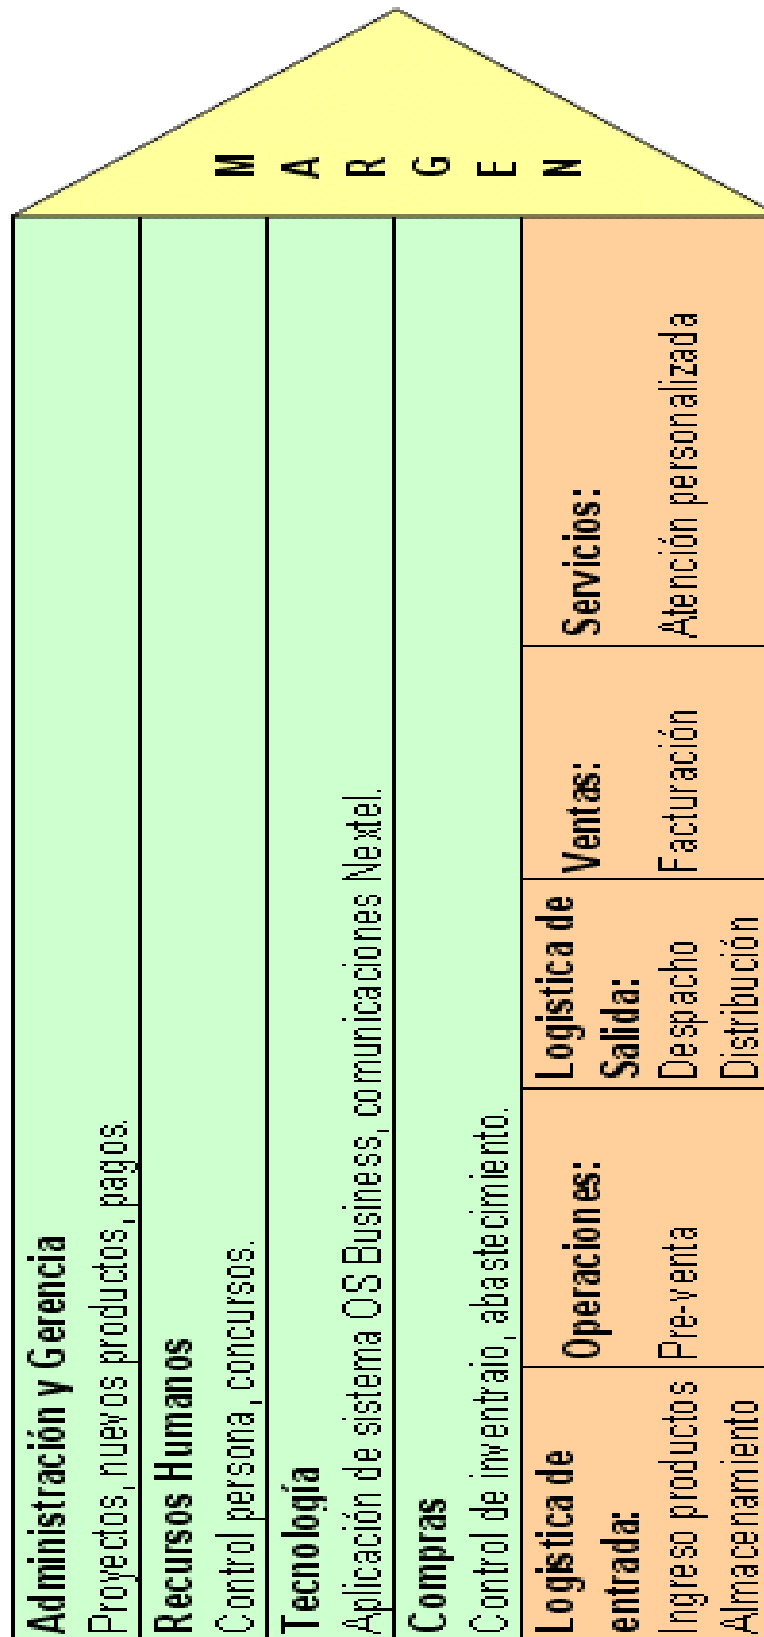 Administración y Gerencia
Proyectos, nuevos productos, pagos.
Recursos Humanos
Control persona, concursos.
Tecnología
Aplicación de sistema OS Business, comunicaciones Nextel.
Compras
Control de inventraio, abastecimiento.
Logistica de
entrada:
Ingreso productos
Almacenamiento
Operaciones:
Pre-venta
Logistica de
Salida:
Despacho
Distribución
Ventas:
Facturación
Servicios:
Atención personalizada
M A R G E N